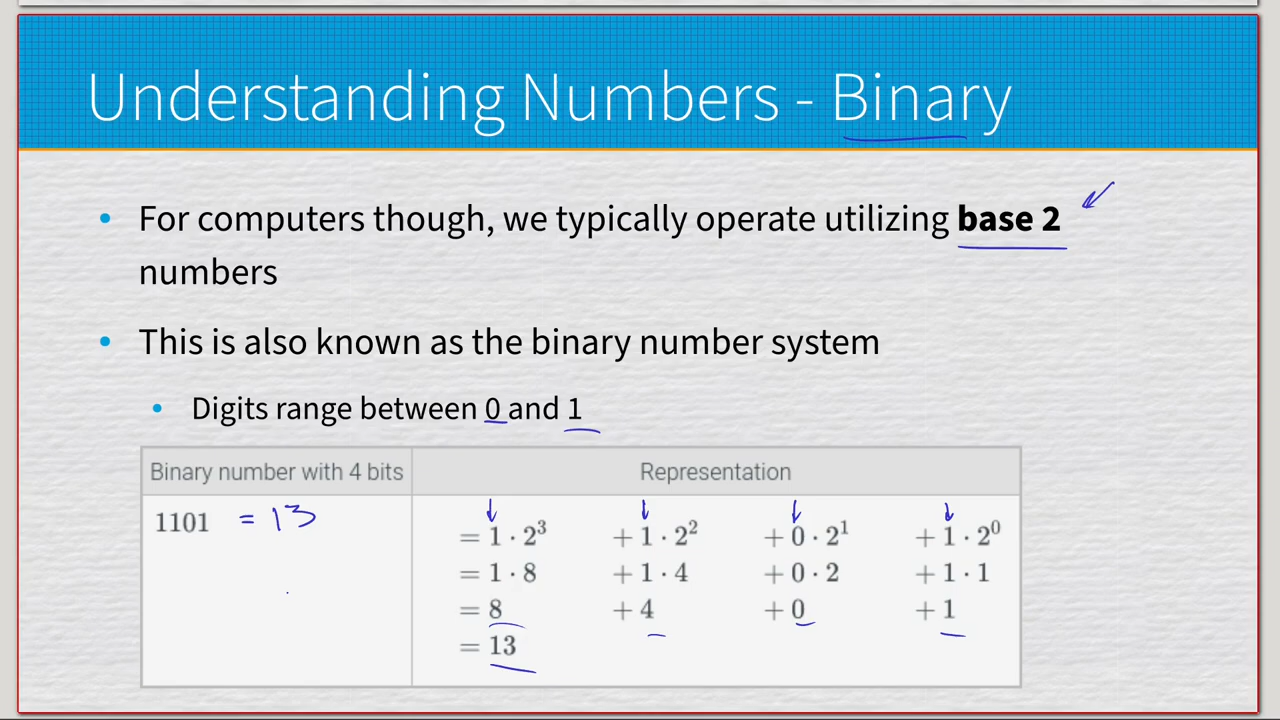 Understanding Numbers - Binary
For computers though, we typically operate utilizing base 2
numbers
This is also known as the binary number system
Digits range between 0 and 1
Binary number with 4 bits Representation
1101 = 13
= 1 · 2³ + 1 · 2² + 0 · 2¹ + 1 · 2⁰
= 1 · 8 + 1 · 4 + 0 · 2 + 1 · 1
= 8 + 4 + 0 + 1
= 13